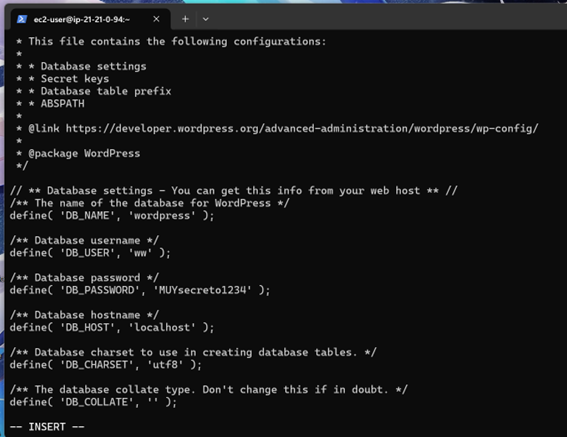 ec2-user@ip-21-21-0-94:~
* This file contains the following configurations:
*
* * Database settings
* * Secret keys
* * Database table prefix
* * ABSPATH
*
* @link https://developer.wordpress.org/advanced-administration/wordpress/wp-config/
*
* @package WordPress
*/
// ** Database settings - You can get this info from your web host ** //
/** The name of the database for WordPress */
define( 'DB_NAME', 'wordpress' );
/** Database username */
define( 'DB_USER', 'ww' );
/** Database password */
define( 'DB_PASSWORD', 'MUYsecreto1234' );
/** Database hostname */
define( 'DB_HOST', 'localhost' );
/** Database charset to use in creating database tables. */
define( 'DB_CHARSET', 'utf8' );
/** The database collate type. Don't change this if in doubt. */
define( 'DB_COLLATE', '' );
-- INSERT --